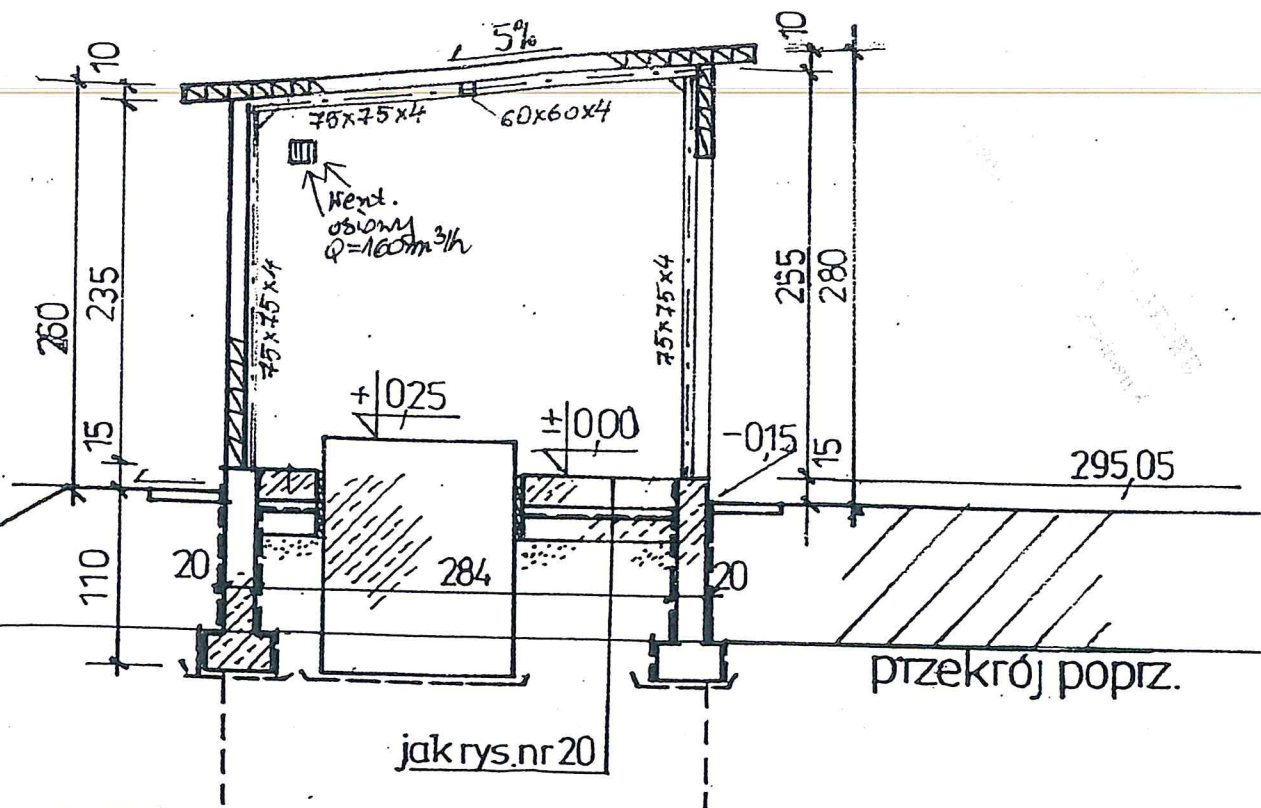 10
5%
10
75x75x4
60x60x4
Went.
osiowy
Q=160m³/h
260
235
75x75x4
75x75x4
255
280
+0,25
±0,00
-0,15
15
15
295,05
110
20
284
20
przekrój poprz.
jak rys.nr 20